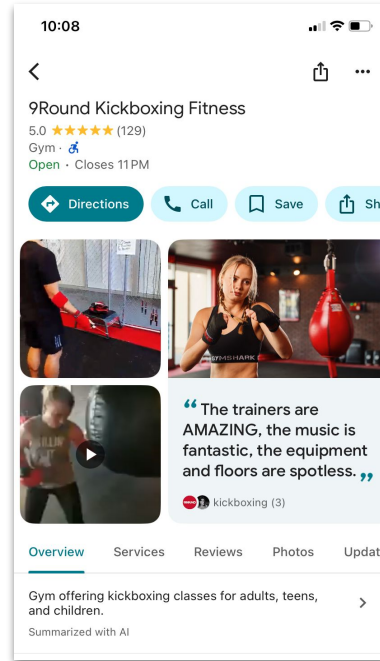 10:08
9Round Kickboxing Fitness
5.0 ★★★★★ (129)
Gym ·
Open · Closes 11 PM
Directions
Call
Save
Sh
GYMSHARK
“ The trainers are
AMAZING, the music is
fantastic, the equipment
and floors are spotless. ”
kickboxing (3)
Overview
Services
Reviews
Photos
Updat
Gym offering kickboxing classes for adults, teens,
and children.
Summarized with AI